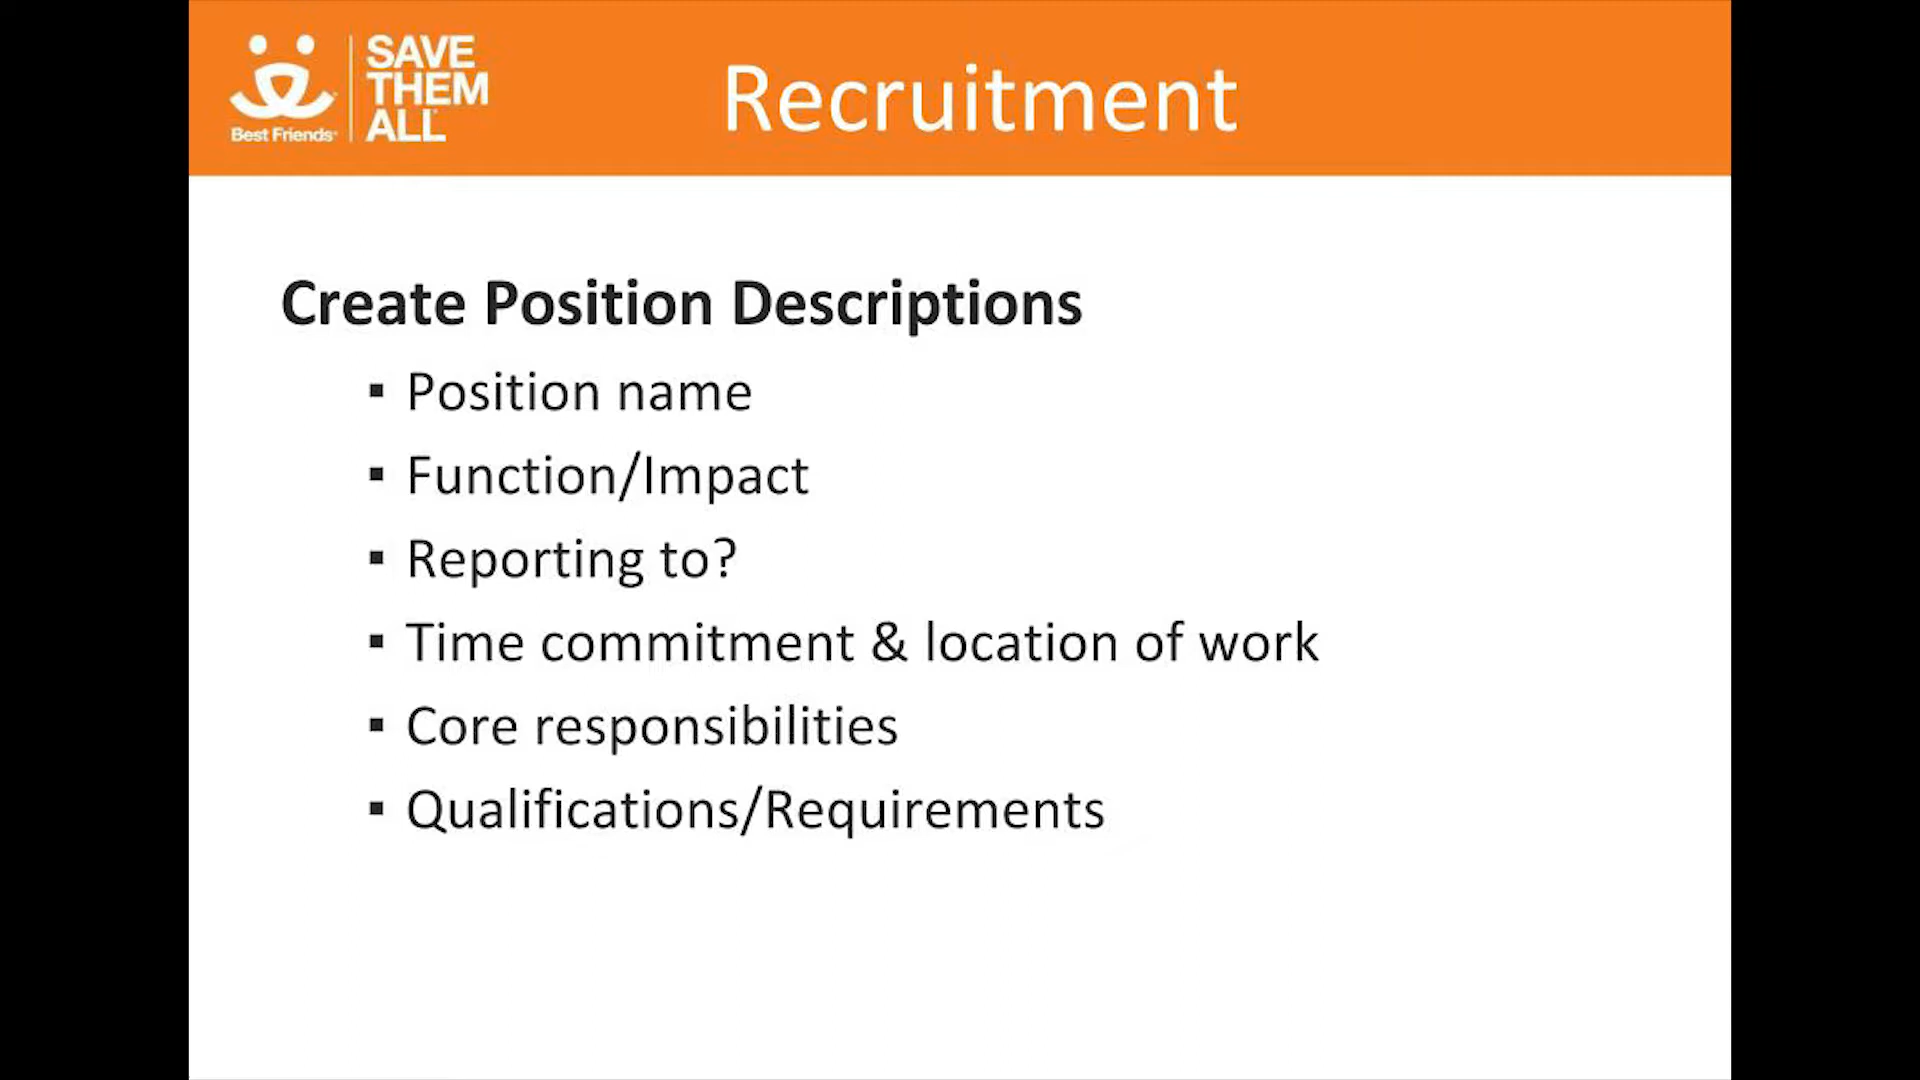 SAVE
THEM
ALL
Best Friends
Recruitment
Create Position Descriptions
▪ Position name
▪ Function/Impact
▪ Reporting to?
▪ Time commitment & location of work
▪ Core responsibilities
▪ Qualifications/Requirements